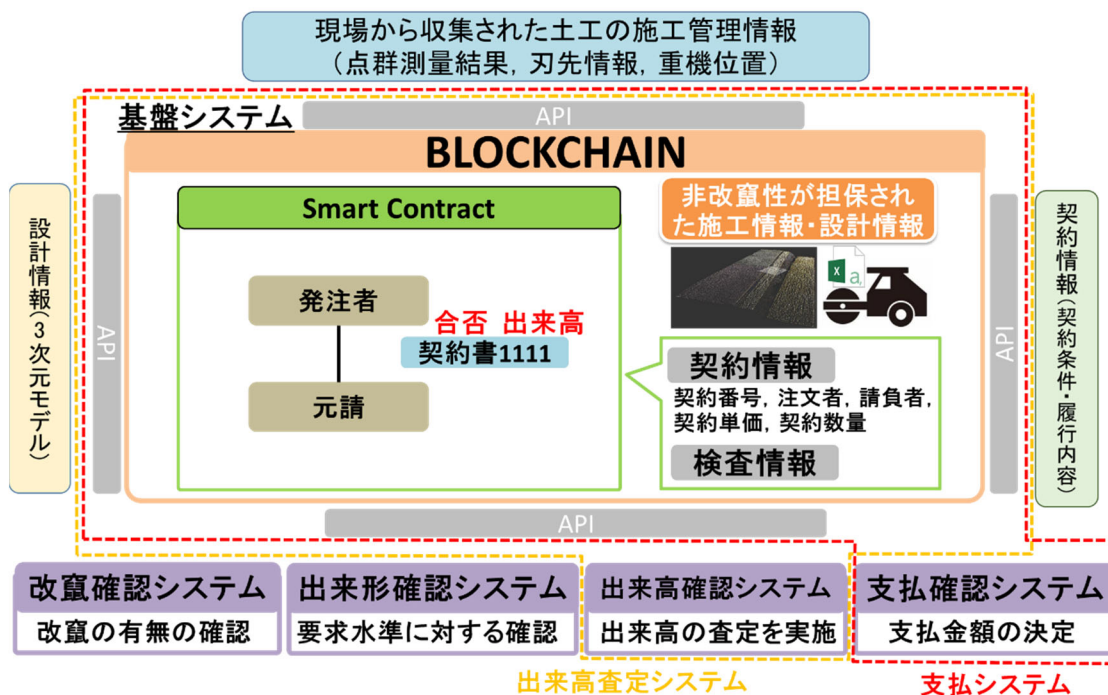 現場から収集された土工の施工管理情報
（点群測量結果，刃先情報，重機位置）
基盤システム
API
BLOCKCHAIN
設計情報（３次元モデル）
API
Smart Contract
発注者
合否 出来高
契約書1111
元請
非改竄性が担保され
た施工情報・設計情報
X
a,
契約情報
契約番号，注文者，請負者，
契約単価，契約数量
検査情報
API
契約情報（契約条件・履行内容）
API
改竄確認システム
改竄の有無の確認
出来形確認システム
要求水準に対する確認
出来高確認システム
出来高の査定を実施
支払確認システム
支払金額の決定
出来高査定システム
支払システム